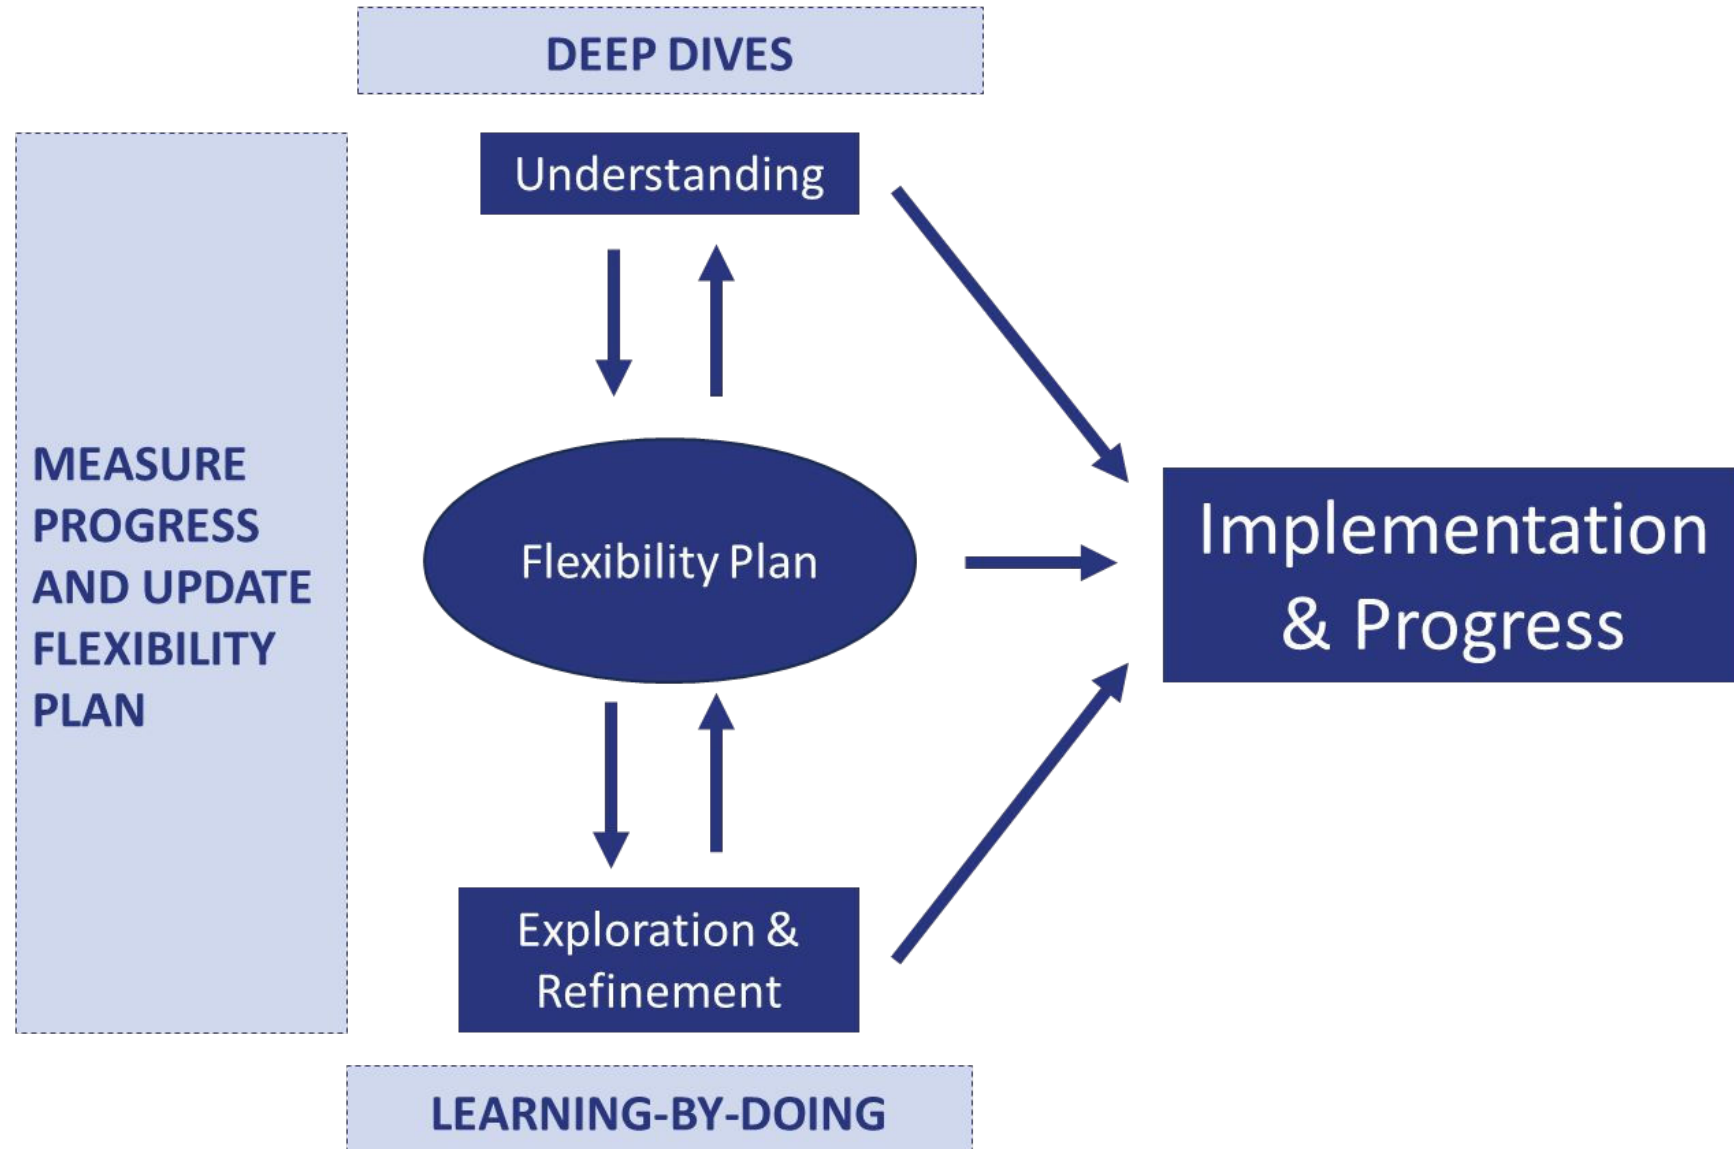 DEEP DIVES
Understanding
MEASURE
PROGRESS
AND UPDATE
FLEXIBILITY
PLAN
Flexibility Plan
Implementation
& Progress
Exploration &
Refinement
LEARNING-BY-DOING